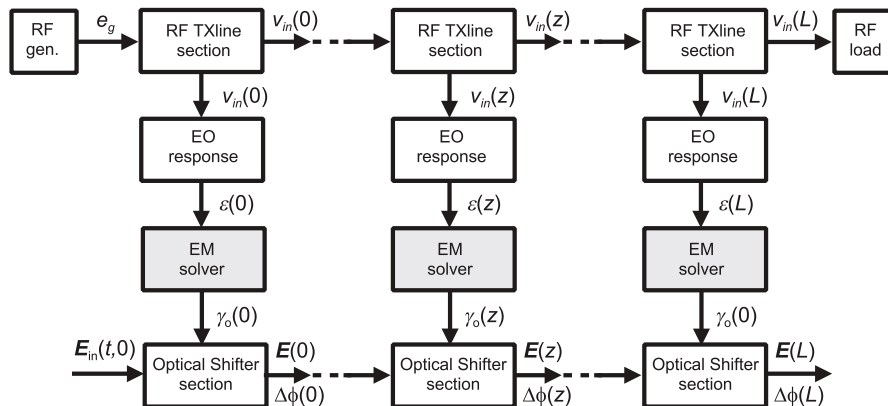 RF gen.
e_g
RF TXline section
v_in(0)
RF TXline section
v_in(z)
RF TXline section
v_in(L)
RF load
v_in(0)
v_in(z)
v_in(L)
EO response
EO response
EO response
ε(0)
ε(z)
ε(L)
EM solver
EM solver
EM solver
γ_o(0)
γ_o(z)
γ_o(0)
E_in(t,0)
Optical Shifter section
E(0)
Δϕ(0)
Optical Shifter section
E(z)
Δϕ(z)
Optical Shifter section
E(L)
Δϕ(L)